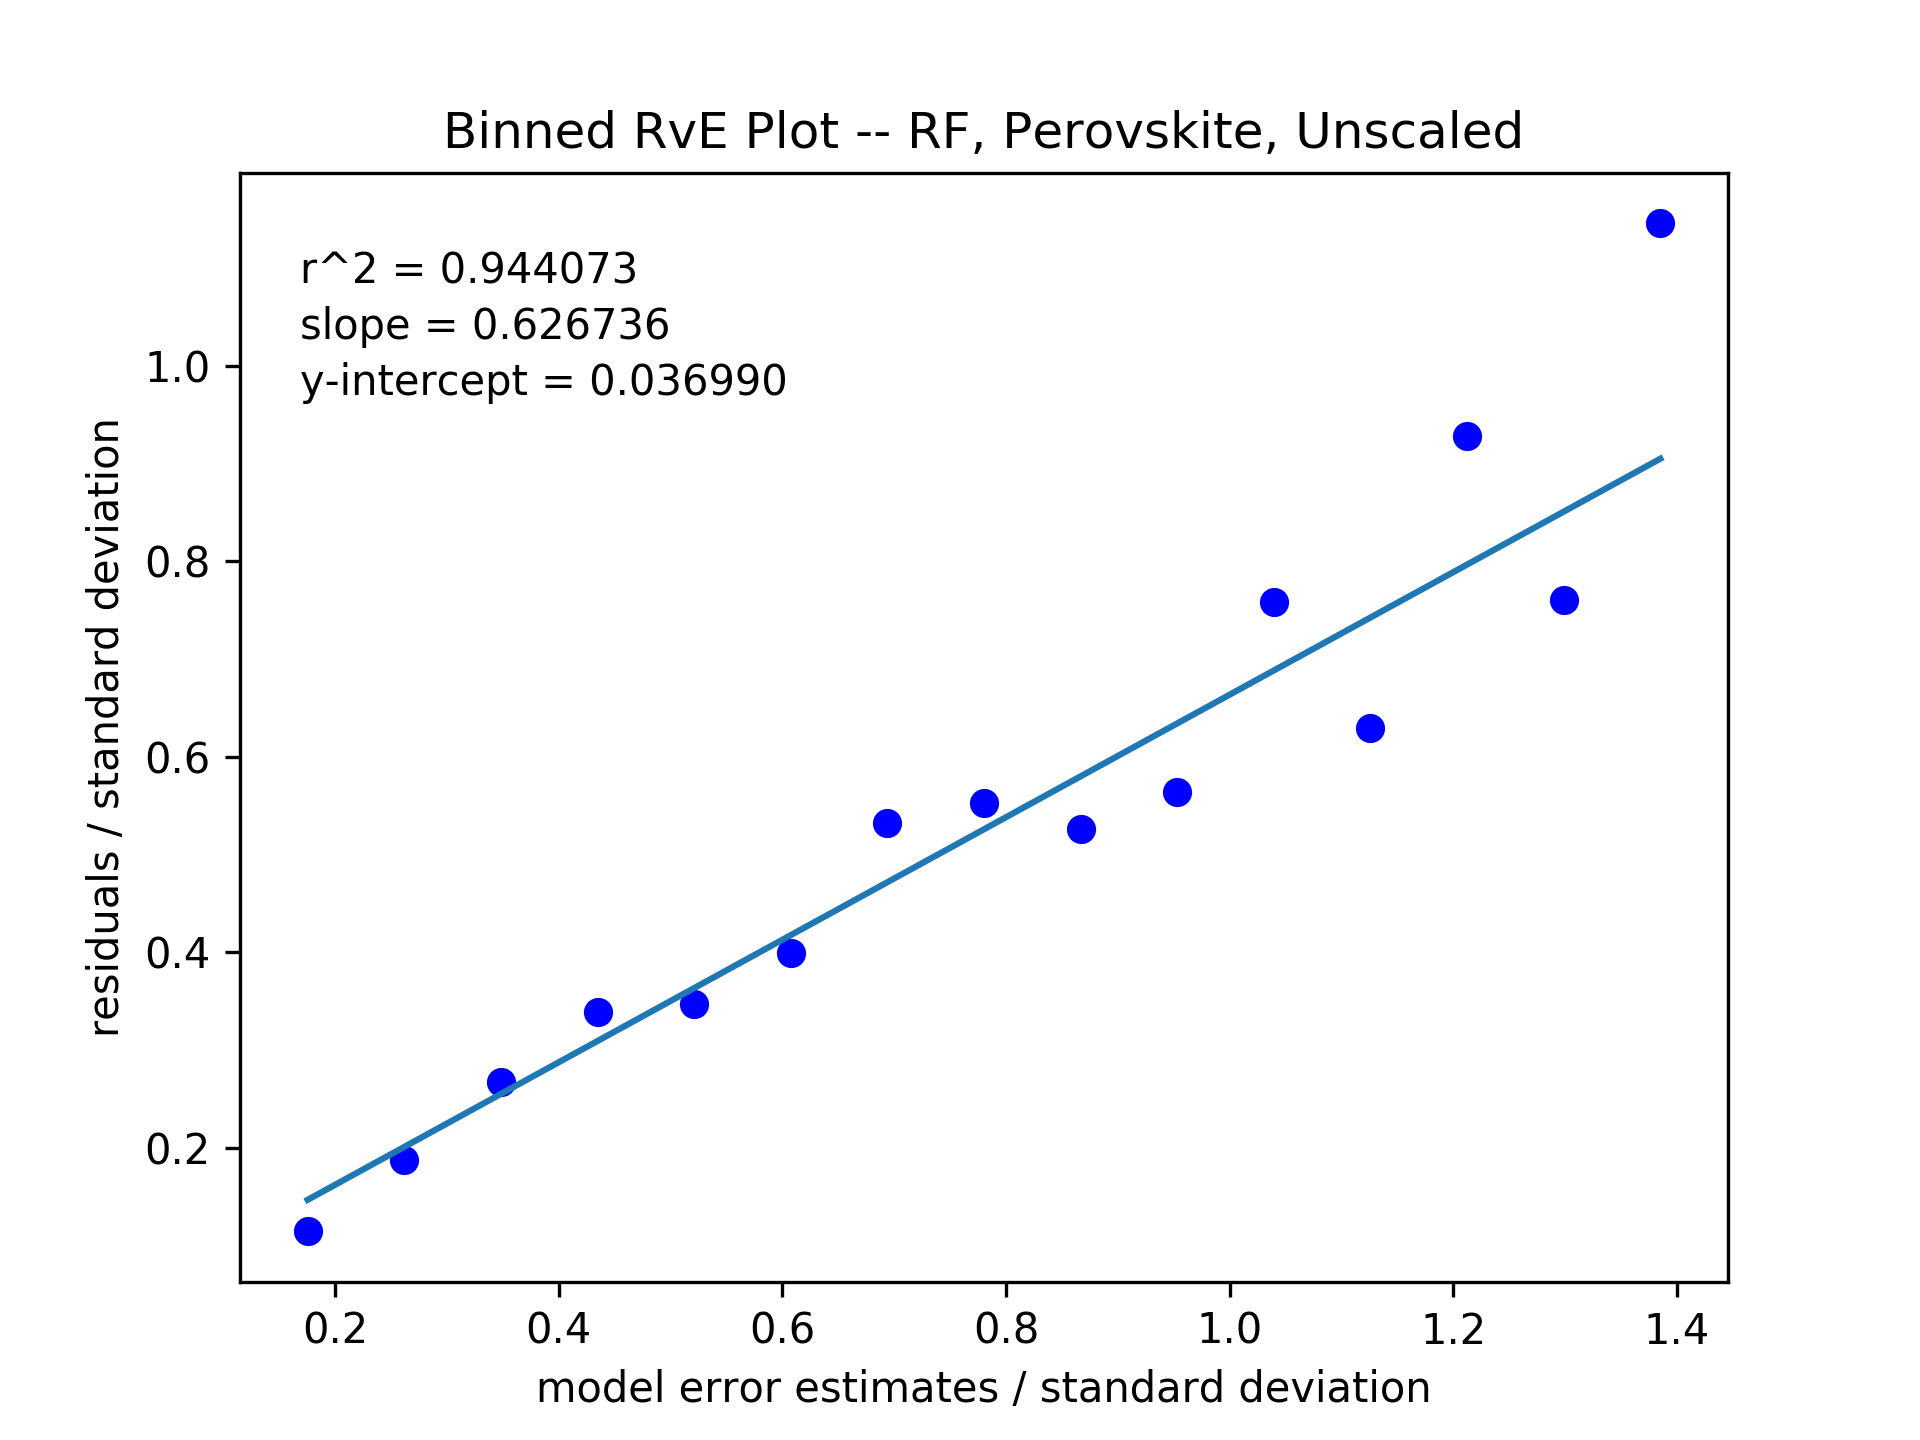 Binned RvE Plot -- RF, Perovskite, Unscaled
r^2 = 0.944073
slope = 0.626736
y-intercept = 0.036990
1.0
0.8
0.6
0.4
0.2
residuals / standard deviation
0.2 0.4 0.6 0.8 1.0 1.2 1.4
model error estimates / standard deviation